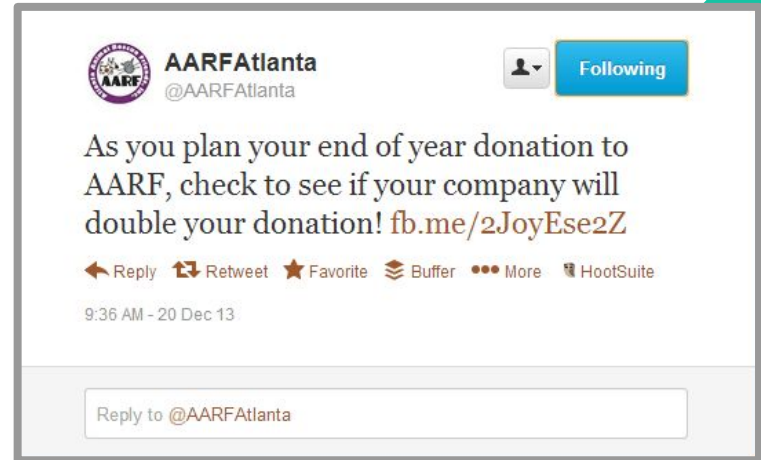 AARF
AARFAtlanta
@AARFAtlanta
Following
As you plan your end of year donation to
AARF, check to see if your company will
double your donation! fb.me/2JoyEse2Z
Reply Retweet Favorite Buffer More HootSuite
9:36 AM - 20 Dec 13
Reply to @AARFAtlanta